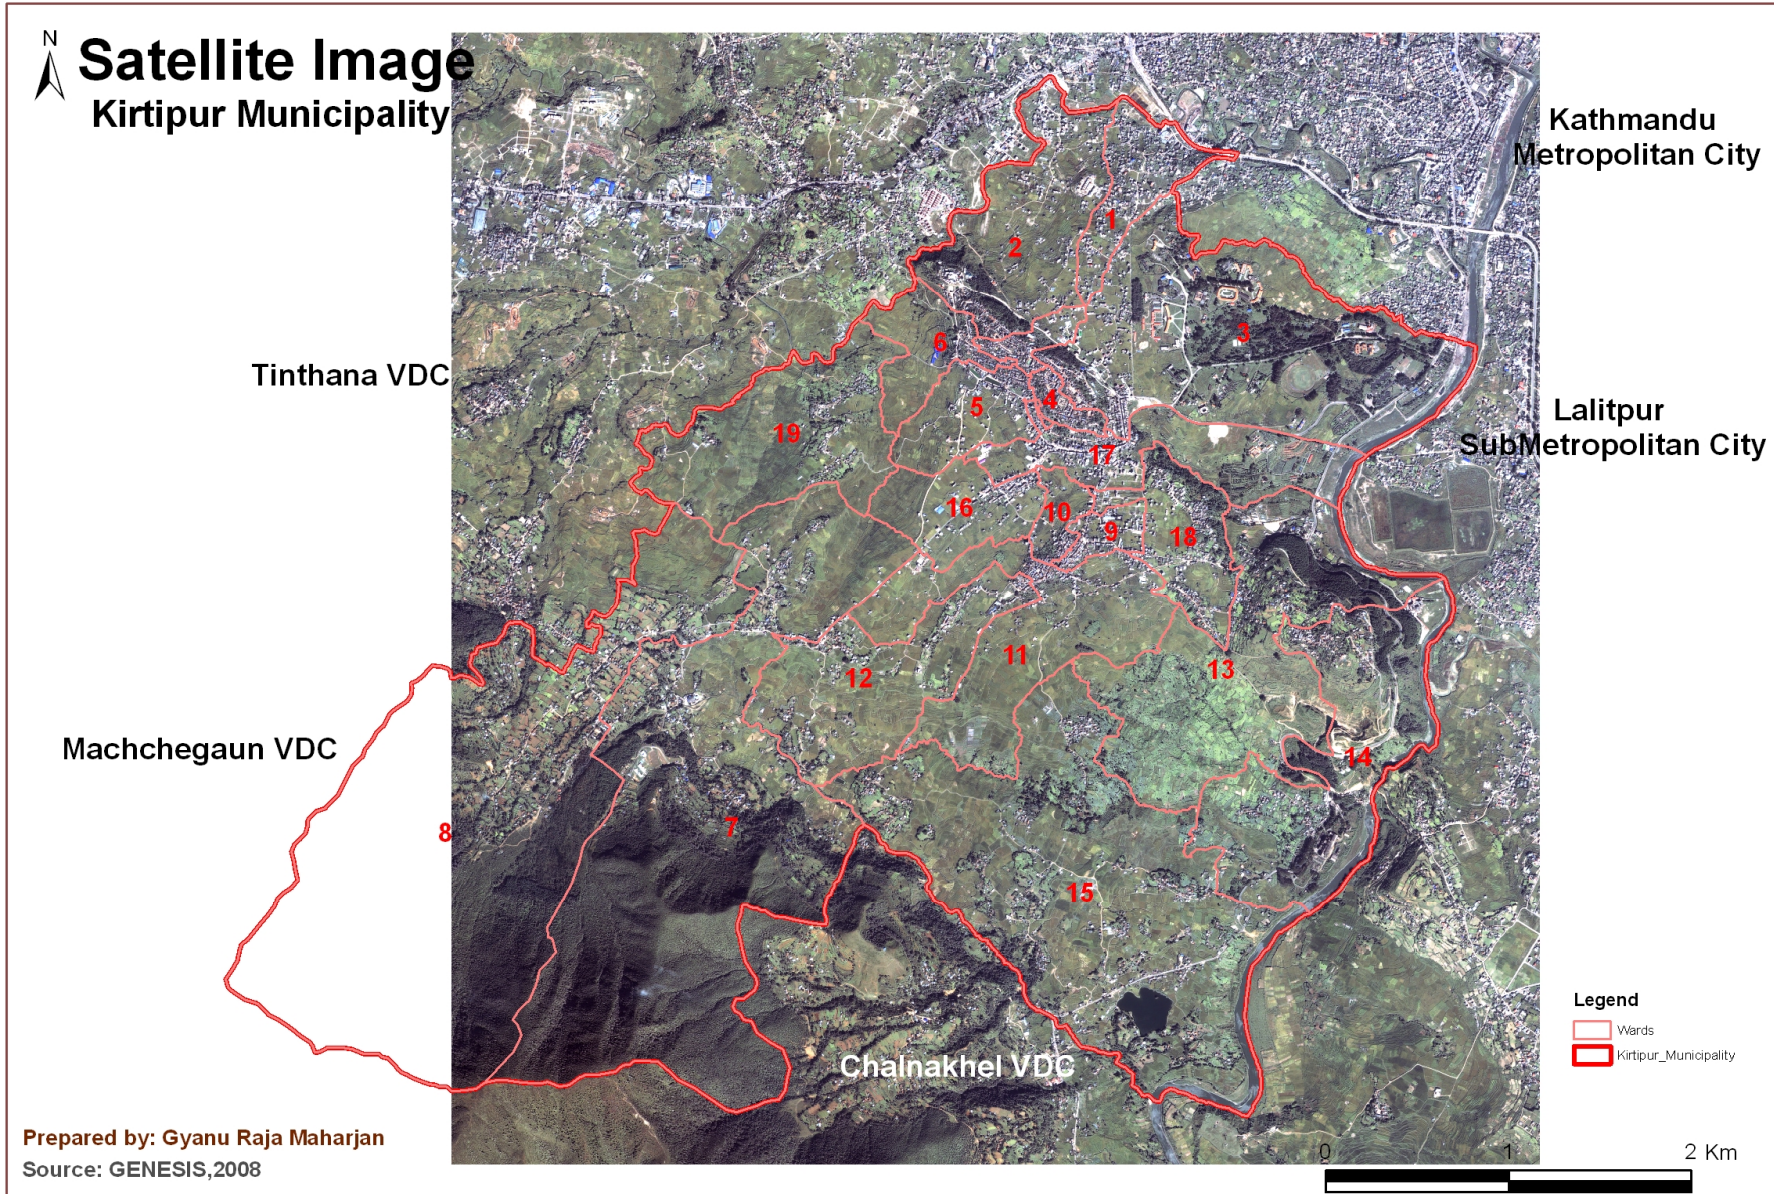 N
Satellite Image
Kirtipur Municipality
Kathmandu
Metropolitan City
1
2
3
6
Tinthana VDC
4
5
Lalitpur
SubMetropolitan City
19
17
16
10
9
18
11
13
12
Machchegaun VDC
14
7
8
15
Legend
Wards
Kirtipur_Municipality
Chalnakhel VDC
Prepared by: Gyanu Raja Maharjan
Source: GENESIS,2008
0 1 2 Km